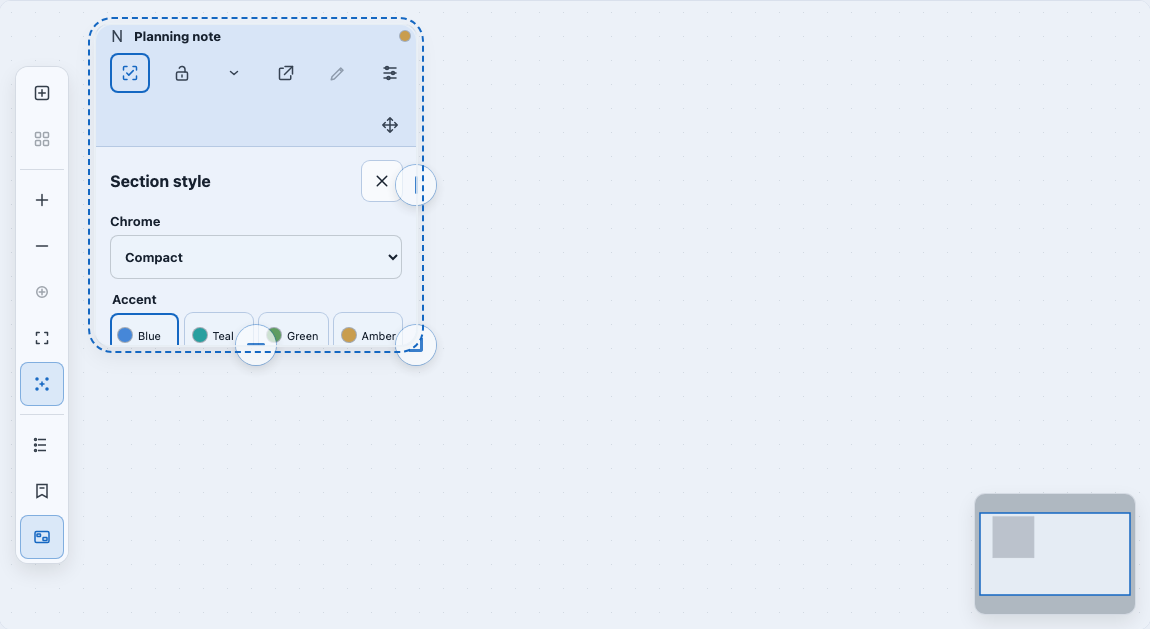 N Planning note
Section style
Chrome
Compact
Accent
Blue Teal Green Amber